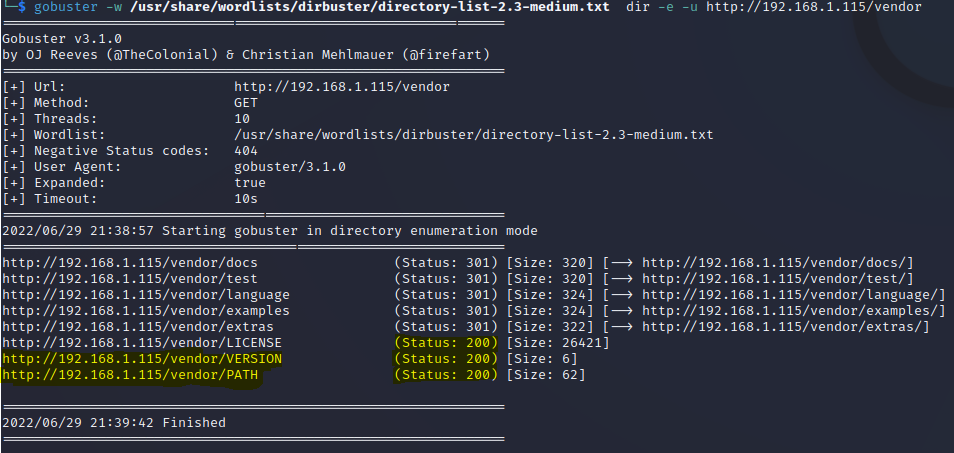 └─$ gobuster -w /usr/share/wordlists/dirbuster/directory-list-2.3-medium.txt dir -e -u http://192.168.1.115/vendor
===============================================================
Gobuster v3.1.0
by OJ Reeves (@TheColonial) & Christian Mehlmauer (@firefart)
===============================================================
[+] Url: http://192.168.1.115/vendor
[+] Method: GET
[+] Threads: 10
[+] Wordlist: /usr/share/wordlists/dirbuster/directory-list-2.3-medium.txt
[+] Negative Status codes: 404
[+] User Agent: gobuster/3.1.0
[+] Expanded: true
[+] Timeout: 10s
===============================================================
2022/06/29 21:38:57 Starting gobuster in directory enumeration mode
===============================================================
http://192.168.1.115/vendor/docs (Status: 301) [Size: 320] [--> http://192.168.1.115/vendor/docs/]
http://192.168.1.115/vendor/test (Status: 301) [Size: 320] [--> http://192.168.1.115/vendor/test/]
http://192.168.1.115/vendor/language (Status: 301) [Size: 324] [--> http://192.168.1.115/vendor/language/]
http://192.168.1.115/vendor/examples (Status: 301) [Size: 324] [--> http://192.168.1.115/vendor/examples/]
http://192.168.1.115/vendor/extras (Status: 301) [Size: 322] [--> http://192.168.1.115/vendor/extras/]
http://192.168.1.115/vendor/LICENSE (Status: 200) [Size: 26421]
http://192.168.1.115/vendor/VERSION (Status: 200) [Size: 6]
http://192.168.1.115/vendor/PATH (Status: 200) [Size: 62]
===============================================================
2022/06/29 21:39:42 Finished
===============================================================